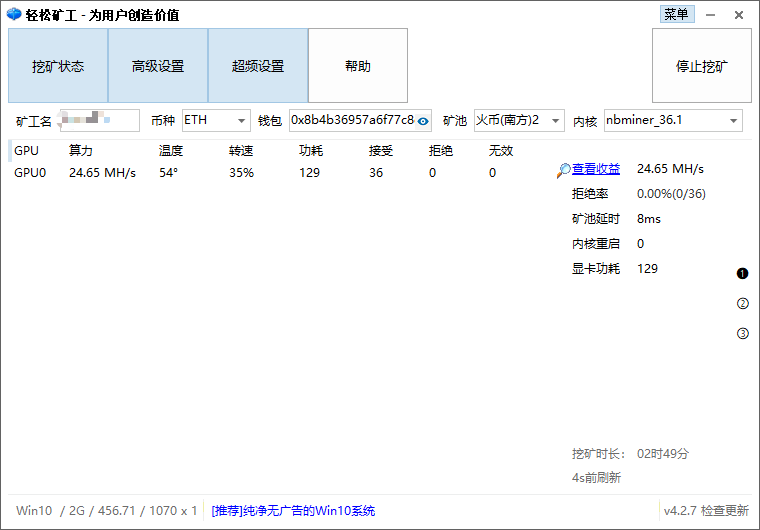 轻松矿工 - 为用户创造价值 菜单
挖矿状态 高级设置 超频设置 帮助 停止挖矿
矿工名 币种 ETH 钱包 0x8b4b36957a6f77c8 矿池 火币(南方)2 内核 nbminer_36.1
GPU 算力 温度 转速 功耗 接受 拒绝 无效
GPU0 24.65 MH/s 54° 35% 129 36 0 0
查看收益 24.65 MH/s
拒绝率 0.00%(0/36)
矿池延时 8ms
内核重启 0
显卡功耗 129
❶
②
③
挖矿时长： 02时49分
4s前刷新
Win10 / 2G / 456.71 / 1070 x 1 [推荐]纯净无广告的Win10系统 v4.2.7 检查更新